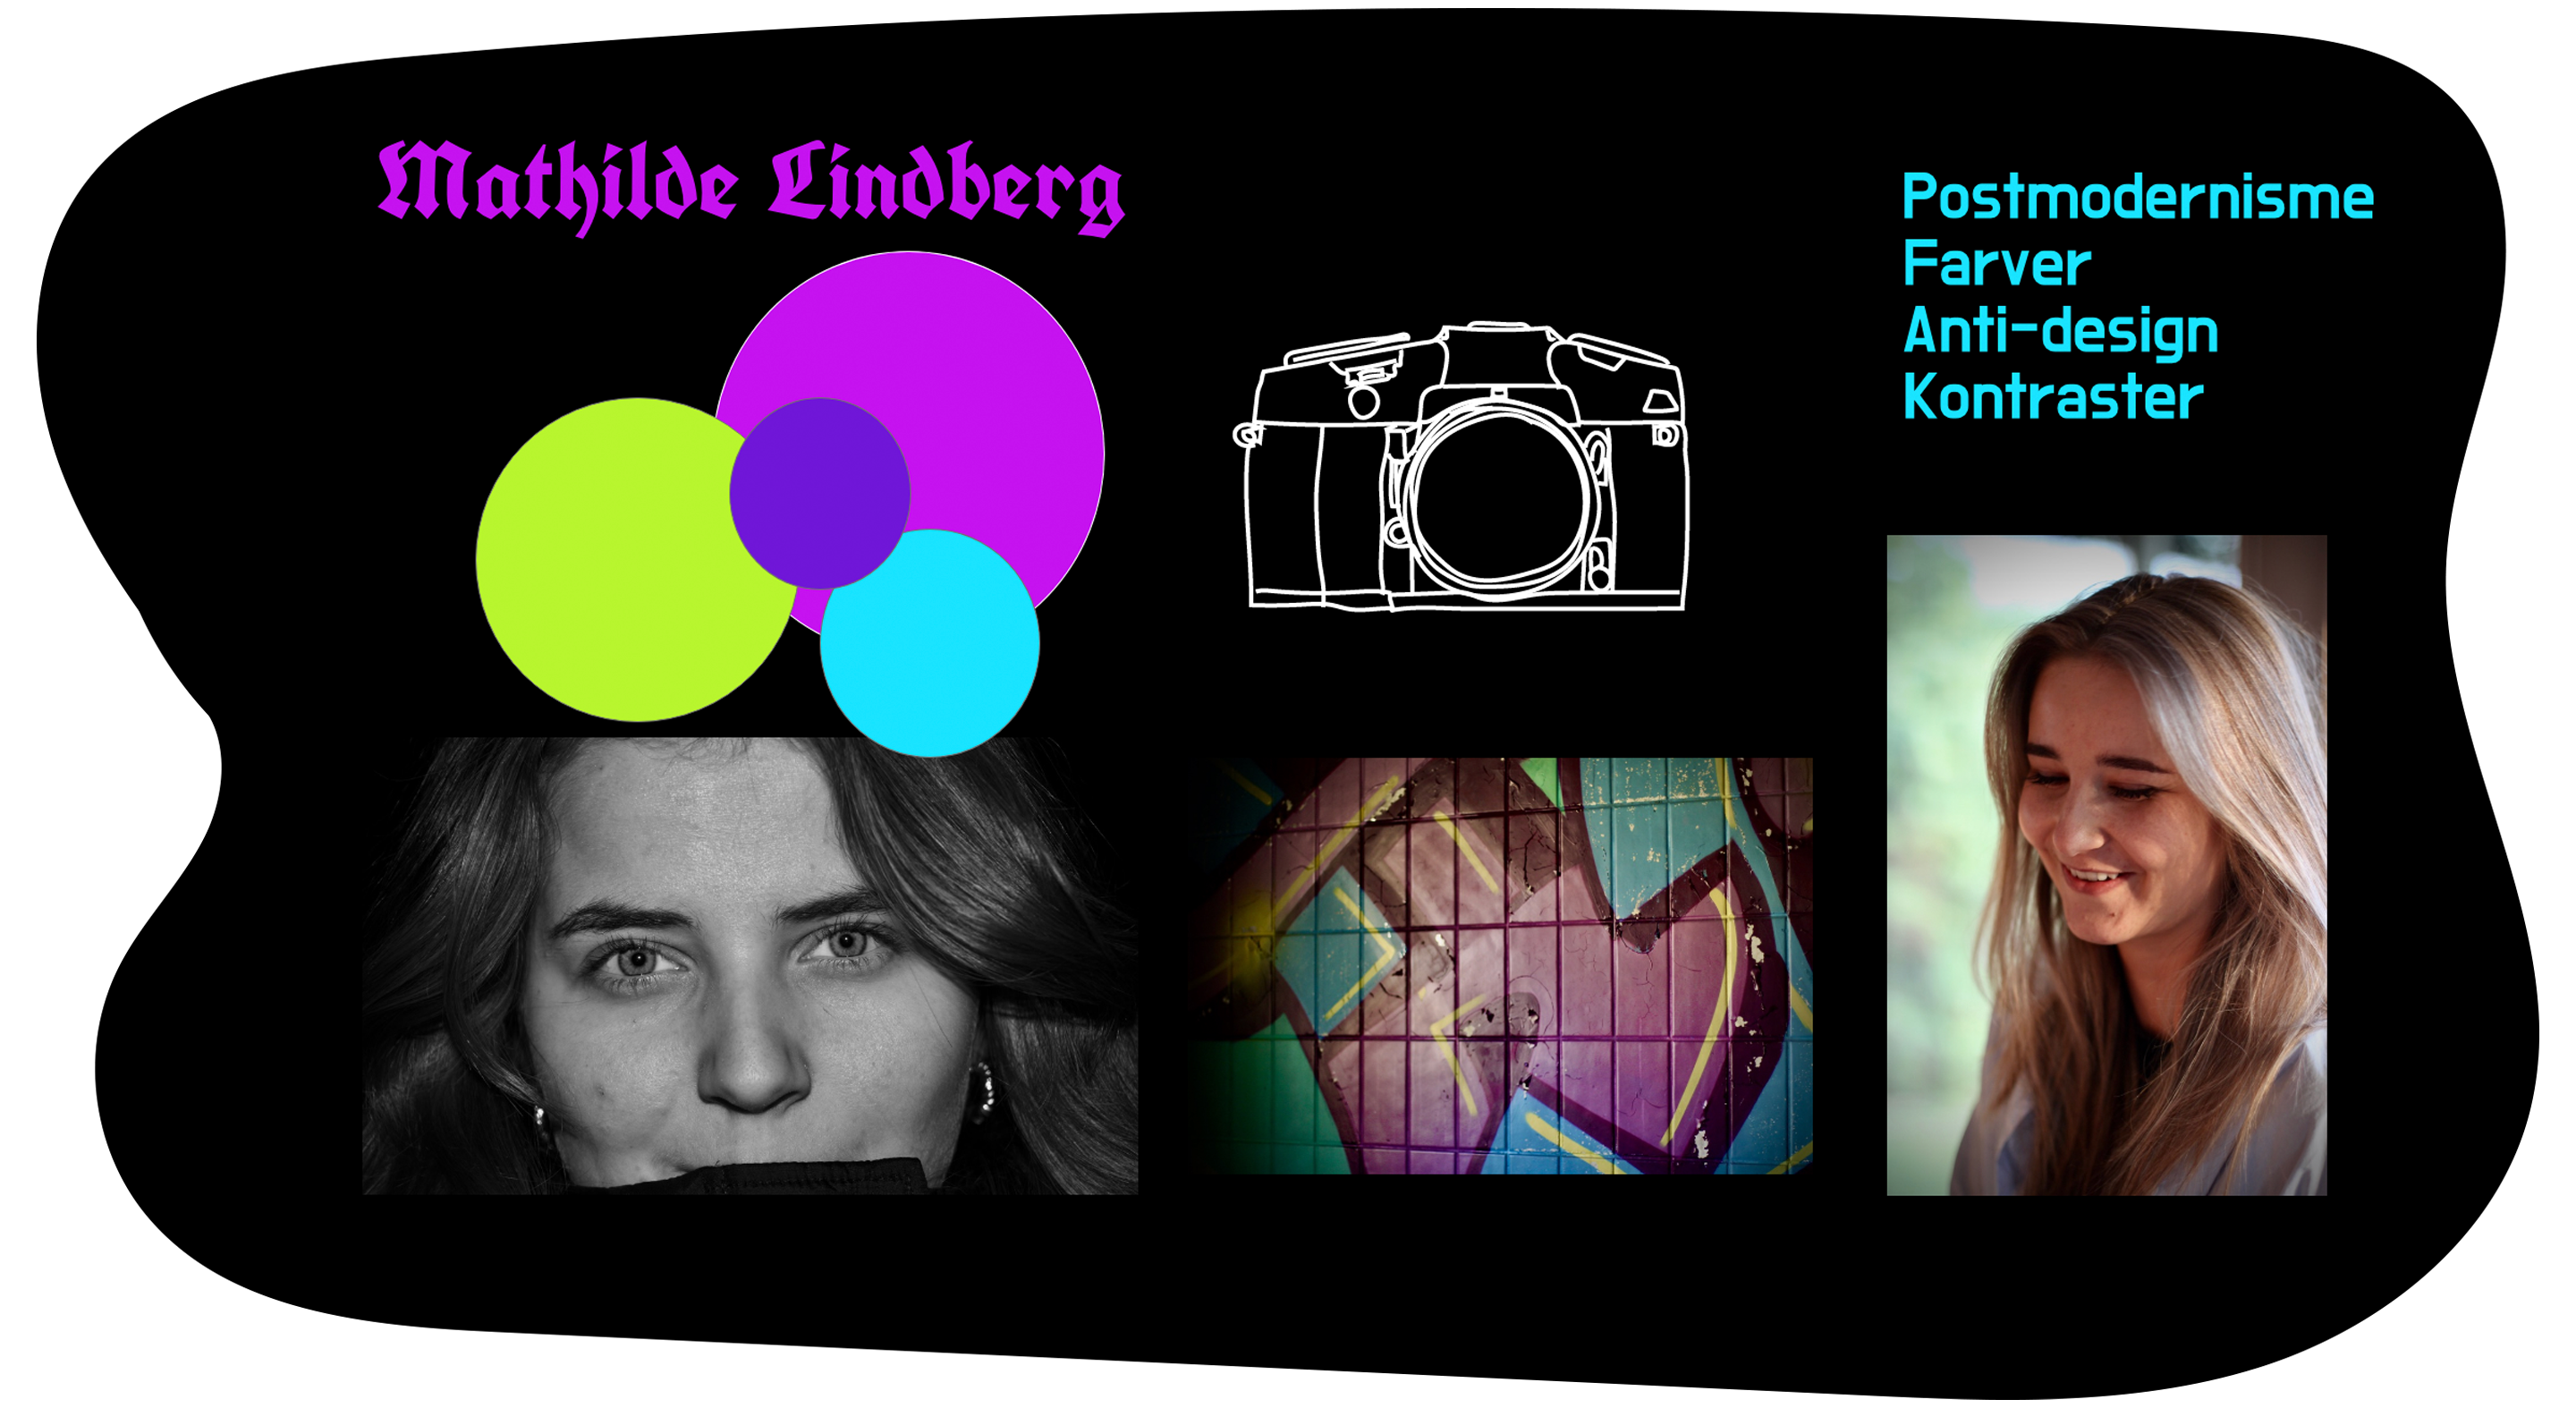 Mathilde Lindberg
Postmodernisme
Farver
Anti-design
Kontraster